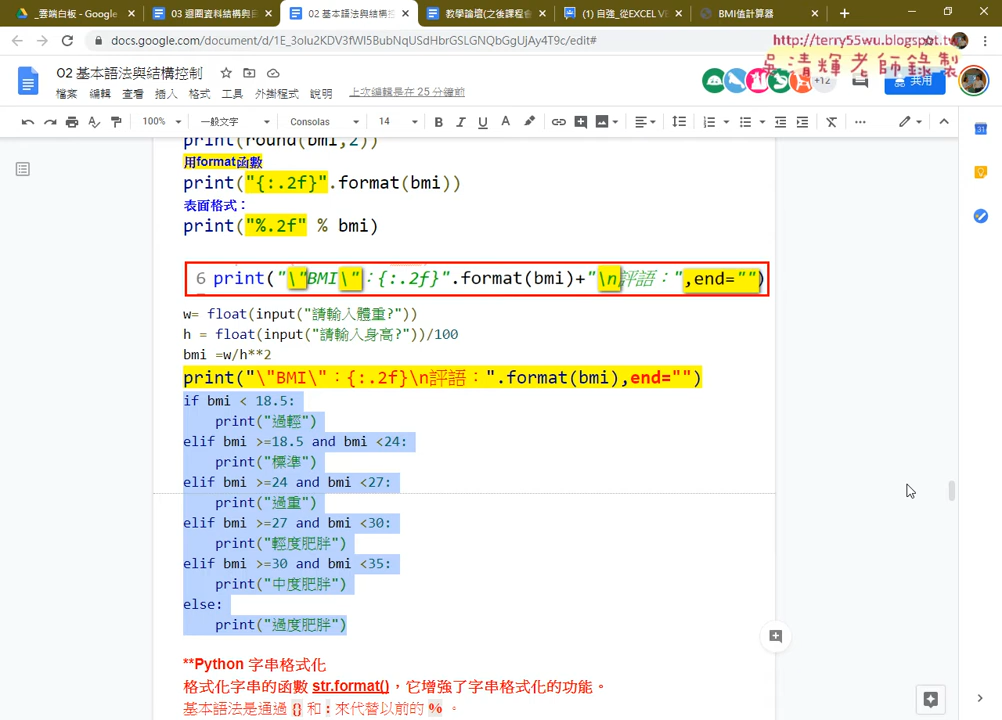 _雲端白板 - Google
03 迴圈資料結構與自
02 基本語法與結構控
教學論壇(之後課程會
(1) 自強_從EXCEL VE
BMI值計算器
docs.google.com/document/d/1E_3olu2KDV3fWl5BubNqUSdHbrGSLGNQbGgUjAy4T9c/edit#
http://terry55wu.blogspot.tw
吳清輝老師錄製
02 基本語法與結構控制
檔案 編輯 查看 插入 格式 工具 外掛程式 說明 上次編輯是在 25 分鐘前
+12
共用
100% 一般文字 Consolas 14 B I U A
print(round(bmi,2))
用format函數
print("{:.2f}".format(bmi))
表面格式:
print("%.2f" % bmi)
6 print("\"BMI\":{:.2f}".format(bmi)+"\n評語:",end="")
w= float(input("請輸入體重?"))
h = float(input("請輸入身高?"))/100
bmi =w/h**2
print("\"BMI\":{:.2f}\n評語:".format(bmi),end="")
if bmi < 18.5:
print("過輕")
elif bmi >=18.5 and bmi <24:
print("標準")
elif bmi >=24 and bmi <27:
print("過重")
elif bmi >=27 and bmi <30:
print("輕度肥胖")
elif bmi >=30 and bmi <35:
print("中度肥胖")
else:
print("過度肥胖")
**Python 字串格式化
格式化字串的函數 str.format()，它增強了字串格式化的功能。
基本語法是通過 {} 和 : 來代替以前的 % 。